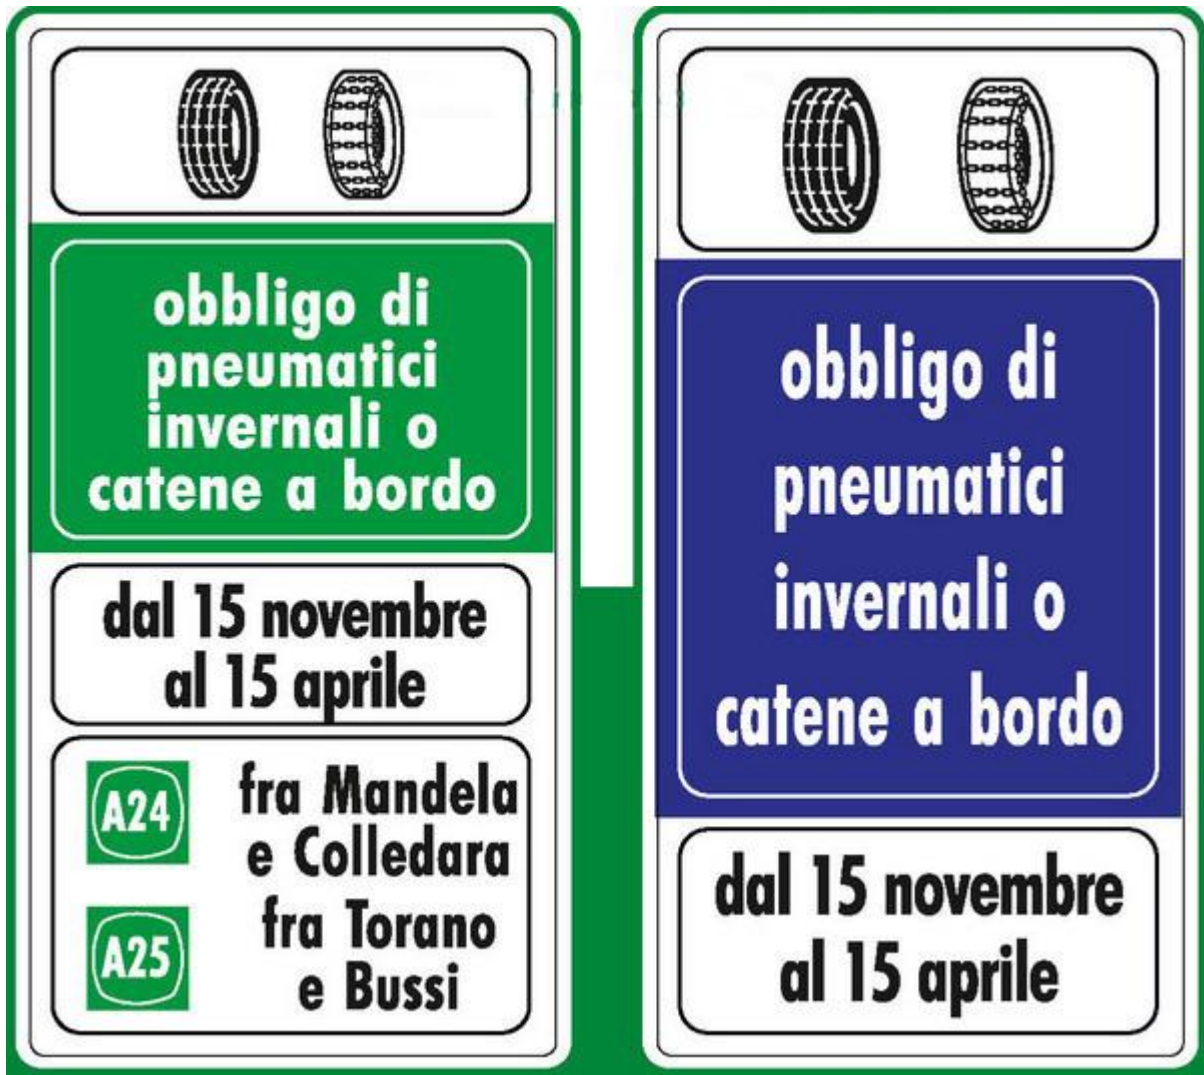 obbligo di
pneumatici
invernali o
catene a bordo
dal 15 novembre
al 15 aprile
A24
fra Mandela
e Colledara
A25
fra Torano
e Bussi
obbligo di
pneumatici
invernali o
catene a bordo
dal 15 novembre
al 15 aprile